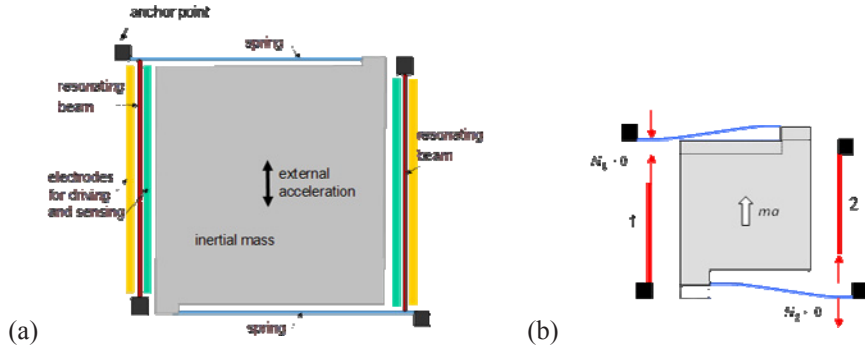 anchor point
spring
resonating
beam
resonating
beam
electrodes
for driving
and sensing
external
acceleration
inertial mass
spring
(a)
1
ma
2
(b)